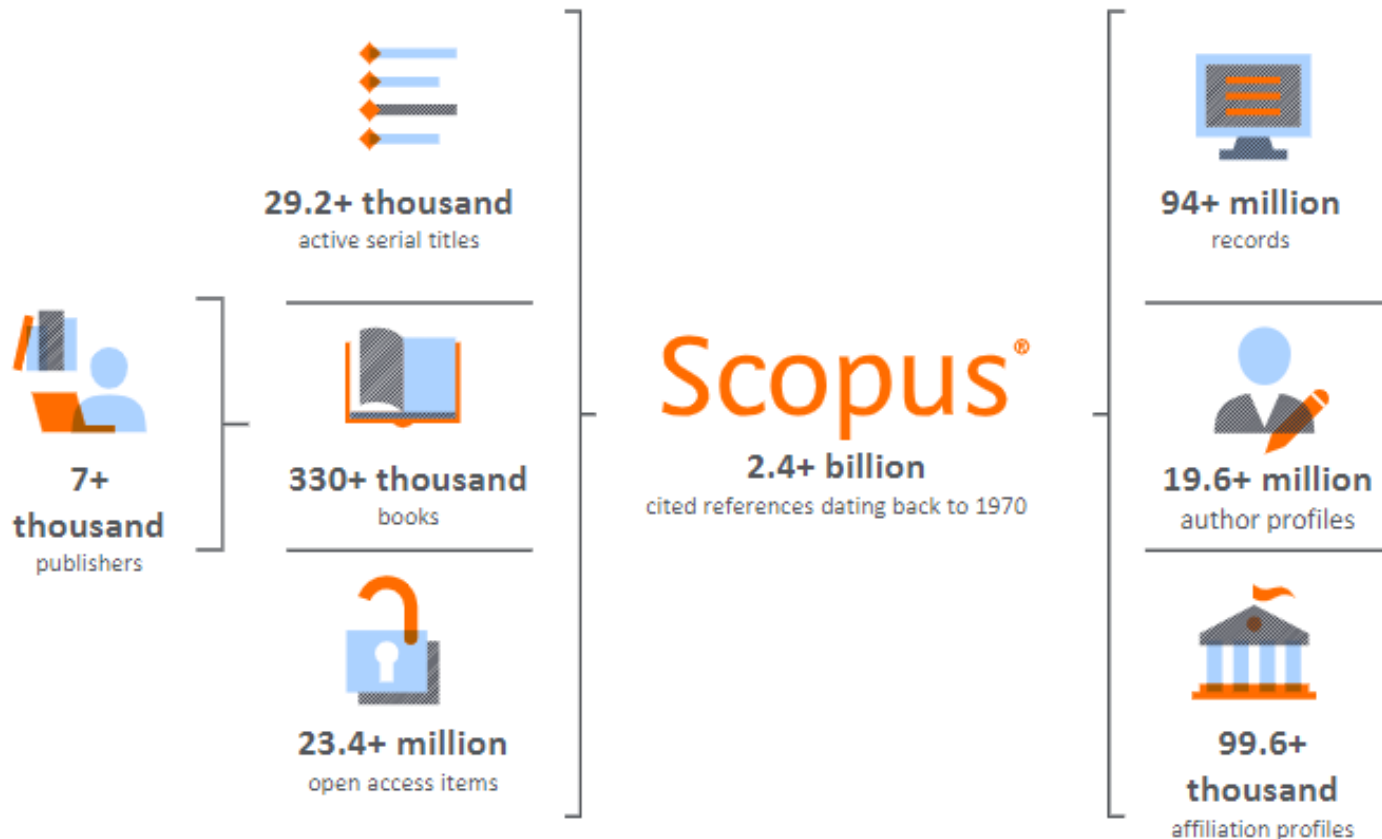 29.2+ thousand
active serial titles
7+
thousand
publishers
330+ thousand
books
23.4+ million
open access items
Scopus®
2.4+ billion
cited references dating back to 1970
94+ million
records
19.6+ million
author profiles
99.6+
thousand
affiliation profiles